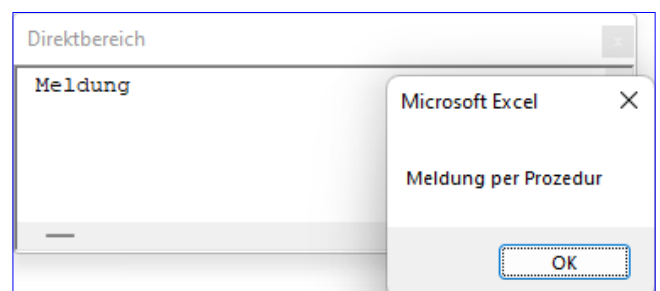 Direktbereich
x
Meldung
Microsoft Excel
Meldung per Prozedur
OK